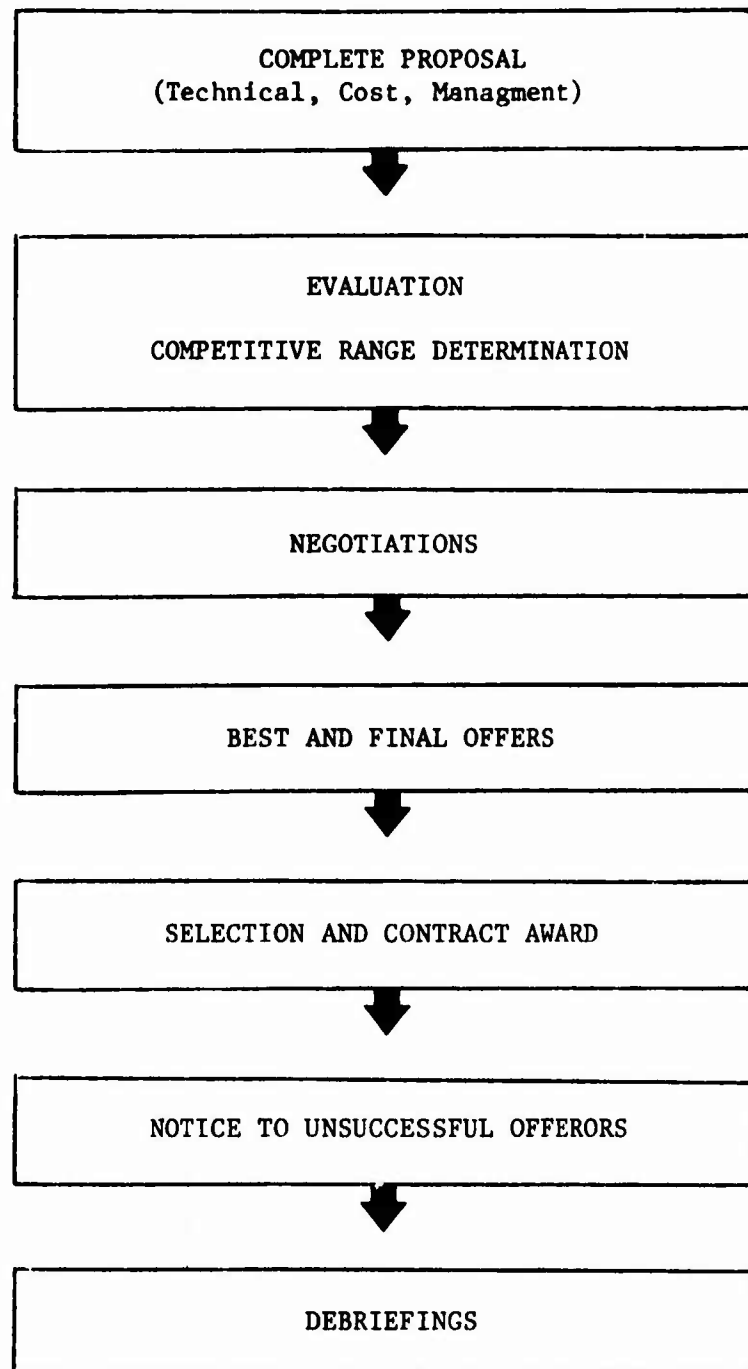 COMPLETE PROPOSAL
(Technical, Cost, Managment)
EVALUATION
COMPETITIVE RANGE DETERMINATION
NEGOTIATIONS
BEST AND FINAL OFFERS
SELECTION AND CONTRACT AWARD
NOTICE TO UNSUCCESSFUL OFFERORS
DEBRIEFINGS